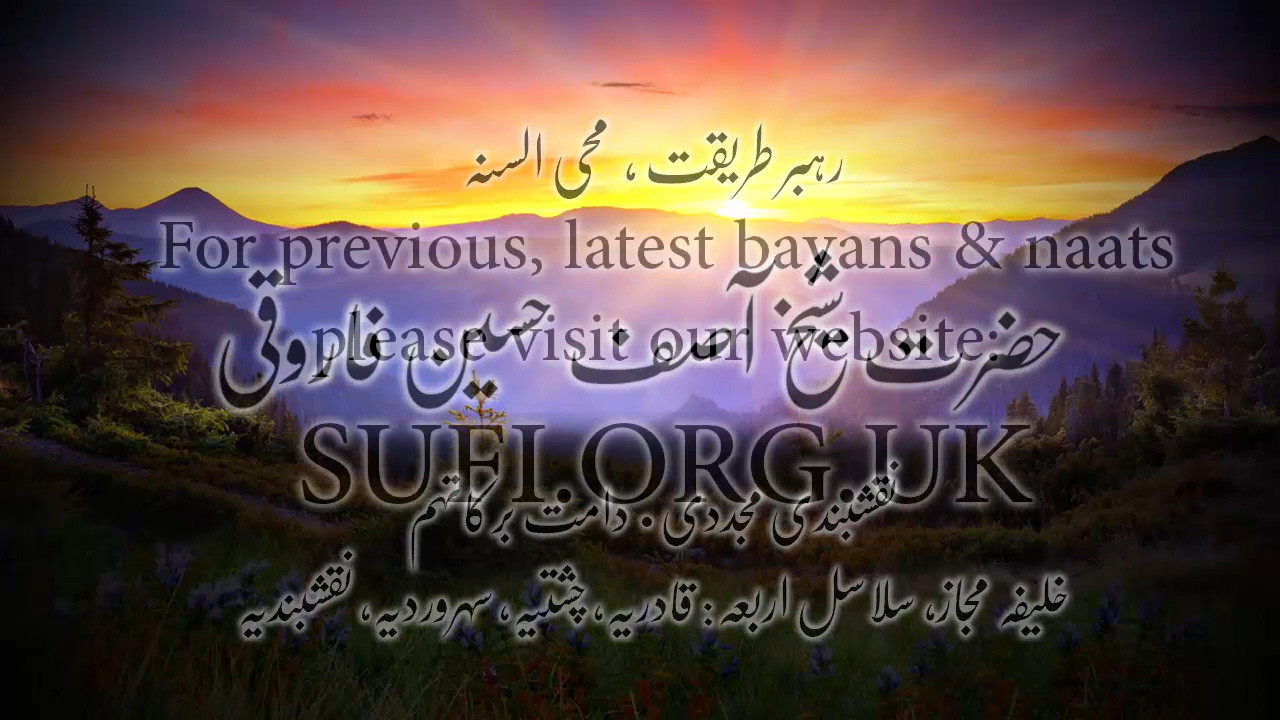 رہبر طریقت، محی السنہ
For previous, latest bayans & naats
حضرت شیخ آصف حسین فاروقی
please visit our website:
SUFI.ORG.UK
نقشبندی مجددی . دامت برکاتہم
خلیفہ مجاز، سلاسل اربعہ: قادریہ، چشتیہ، سہروردیہ، نقشبندیہ